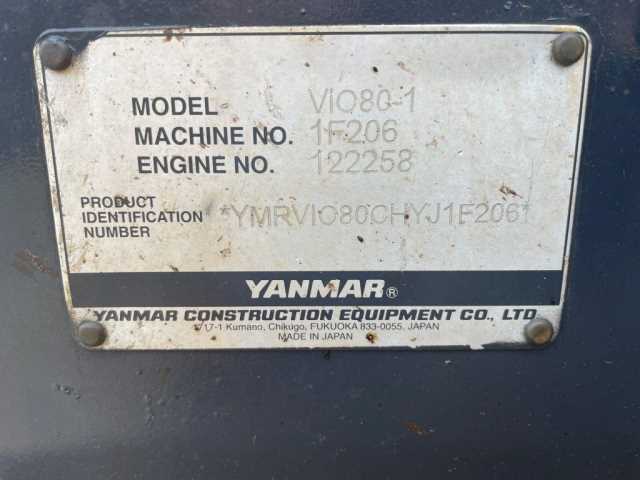 MODEL ViO80-1
MACHINE NO. 1F206
ENGINE NO. 122258
PRODUCT
IDENTIFICATION
NUMBER
*YMRVIO80CHYJ1F206*
YANMAR®
YANMAR CONSTRUCTION EQUIPMENT CO., LTD
1717-1 Kumano, Chikugo, FUKUOKA 833-0055, JAPAN
MADE IN JAPAN